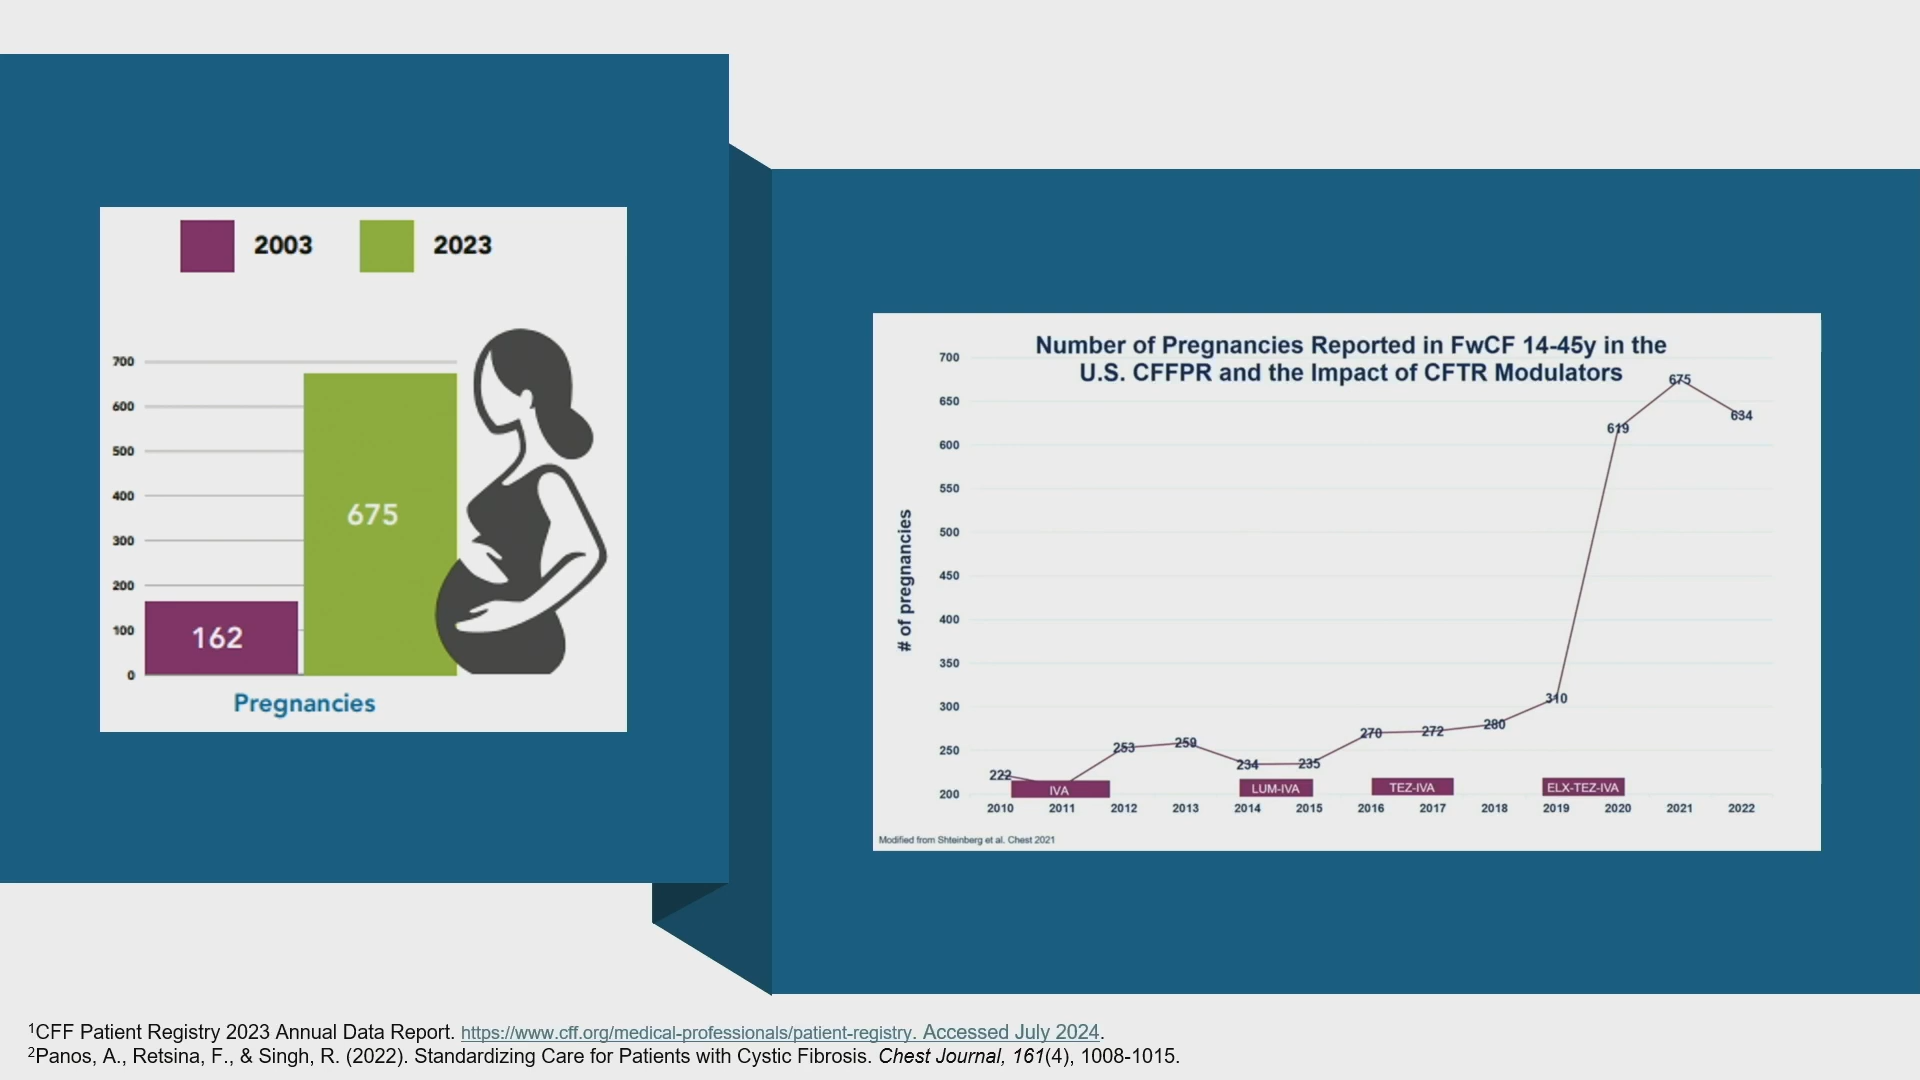 2003 2023
700
600
500
400
300
200
100
0
675
162
Pregnancies
Number of Pregnancies Reported in FwCF 14-45y in the
U.S. CFFPR and the Impact of CFTR Modulators
# of pregnancies
700
650
600
550
500
450
400
350
300
250
200
222
253
259
234
235
270
272
280
310
619
675
634
IVA
LUM-IVA
TEZ-IVA
ELX-TEZ-IVA
2010 2011 2012 2013 2014 2015 2016 2017 2018 2019 2020 2021 2022
Modified from Shteinberg et al. Chest 2021
¹CFF Patient Registry 2023 Annual Data Report. https://www.cff.org/medical-professionals/patient-registry. Accessed July 2024.
²Panos, A., Retsina, F., & Singh, R. (2022). Standardizing Care for Patients with Cystic Fibrosis. Chest Journal, 161(4), 1008-1015.